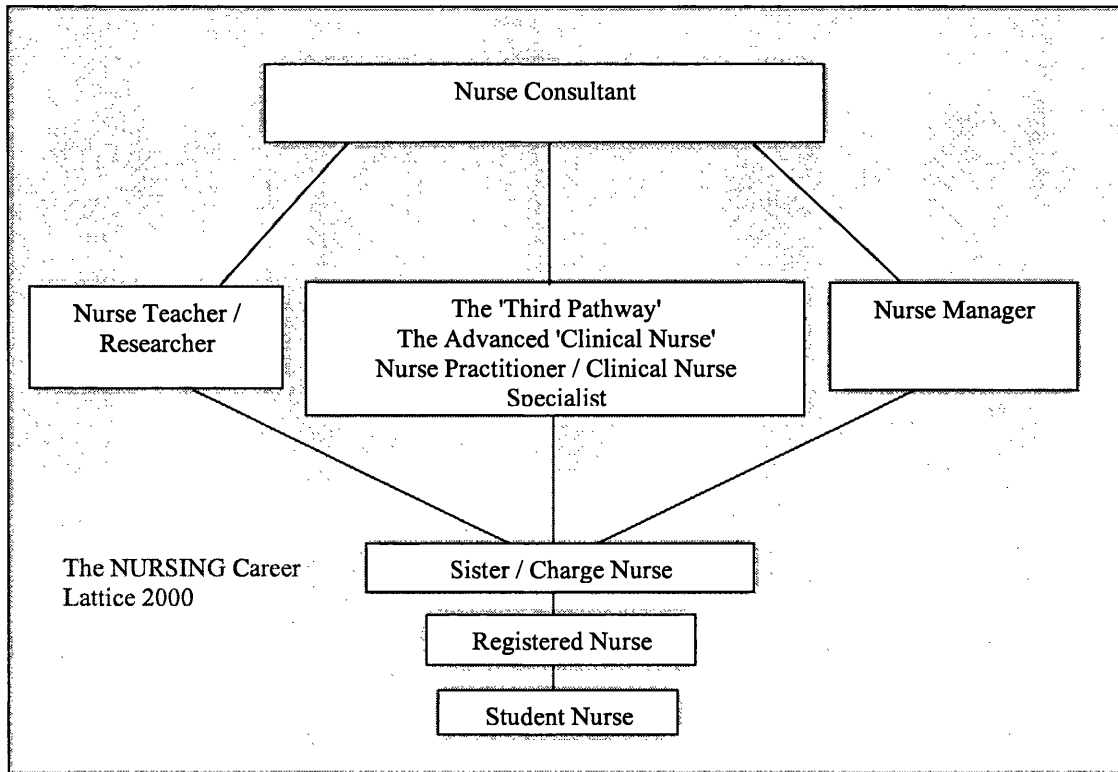 Nurse Consultant
Nurse Teacher /
Researcher
The 'Third Pathway'
The Advanced 'Clinical Nurse'
Nurse Practitioner / Clinical Nurse
Specialist
Nurse Manager
The NURSING Career
Lattice 2000
Sister / Charge Nurse
Registered Nurse
Student Nurse